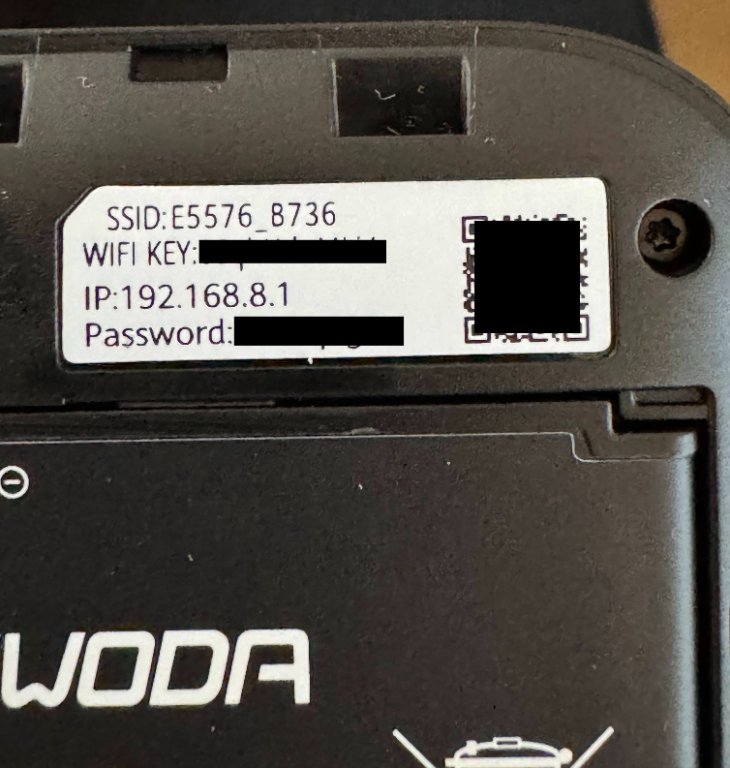 SSID:E5576_B736
WIFI KEY:
IP:192.168.8.1
Password:
WODA